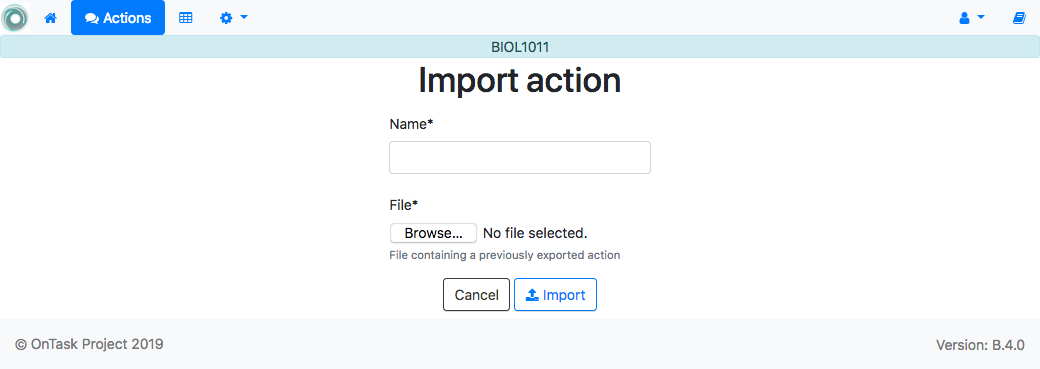 Actions
BIOL1011
Import action
Name*
File*
Browse... No file selected.
File containing a previously exported action
Cancel Import
© OnTask Project 2019 Version: B.4.0